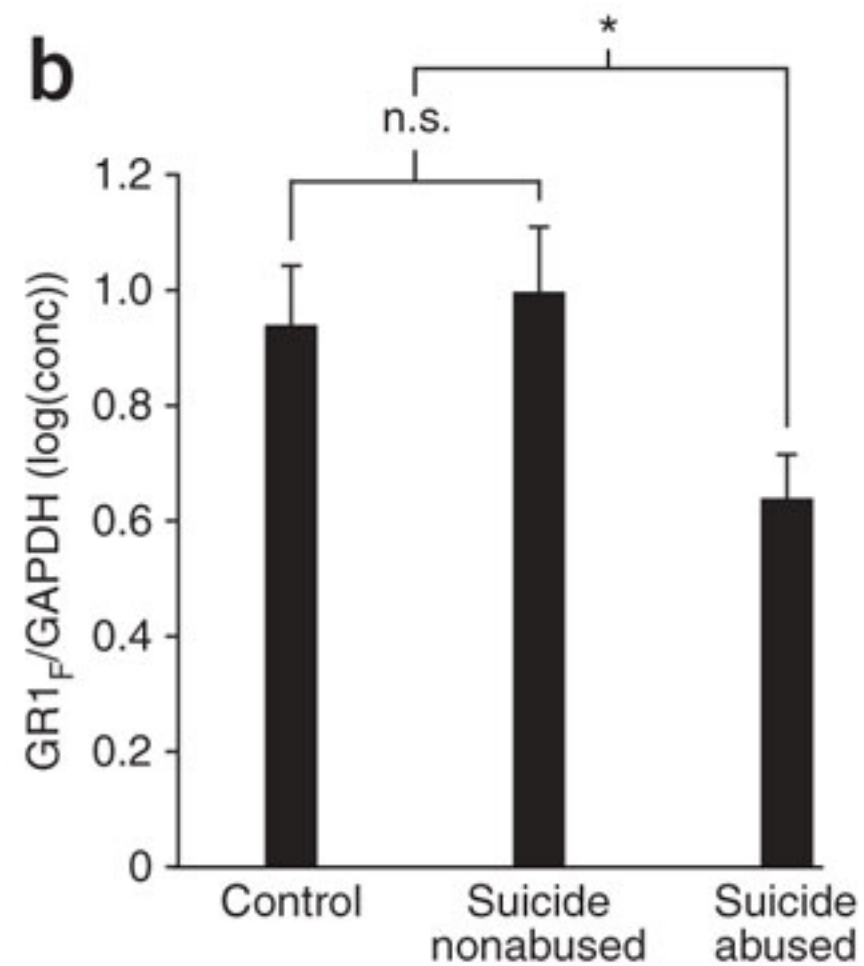 b
*
n.s.
1.2
1.0
0.8
0.6
0.4
0.2
0
GR1F/GAPDH (log(conc))
Control
Suicide
nonabused
Suicide
abused